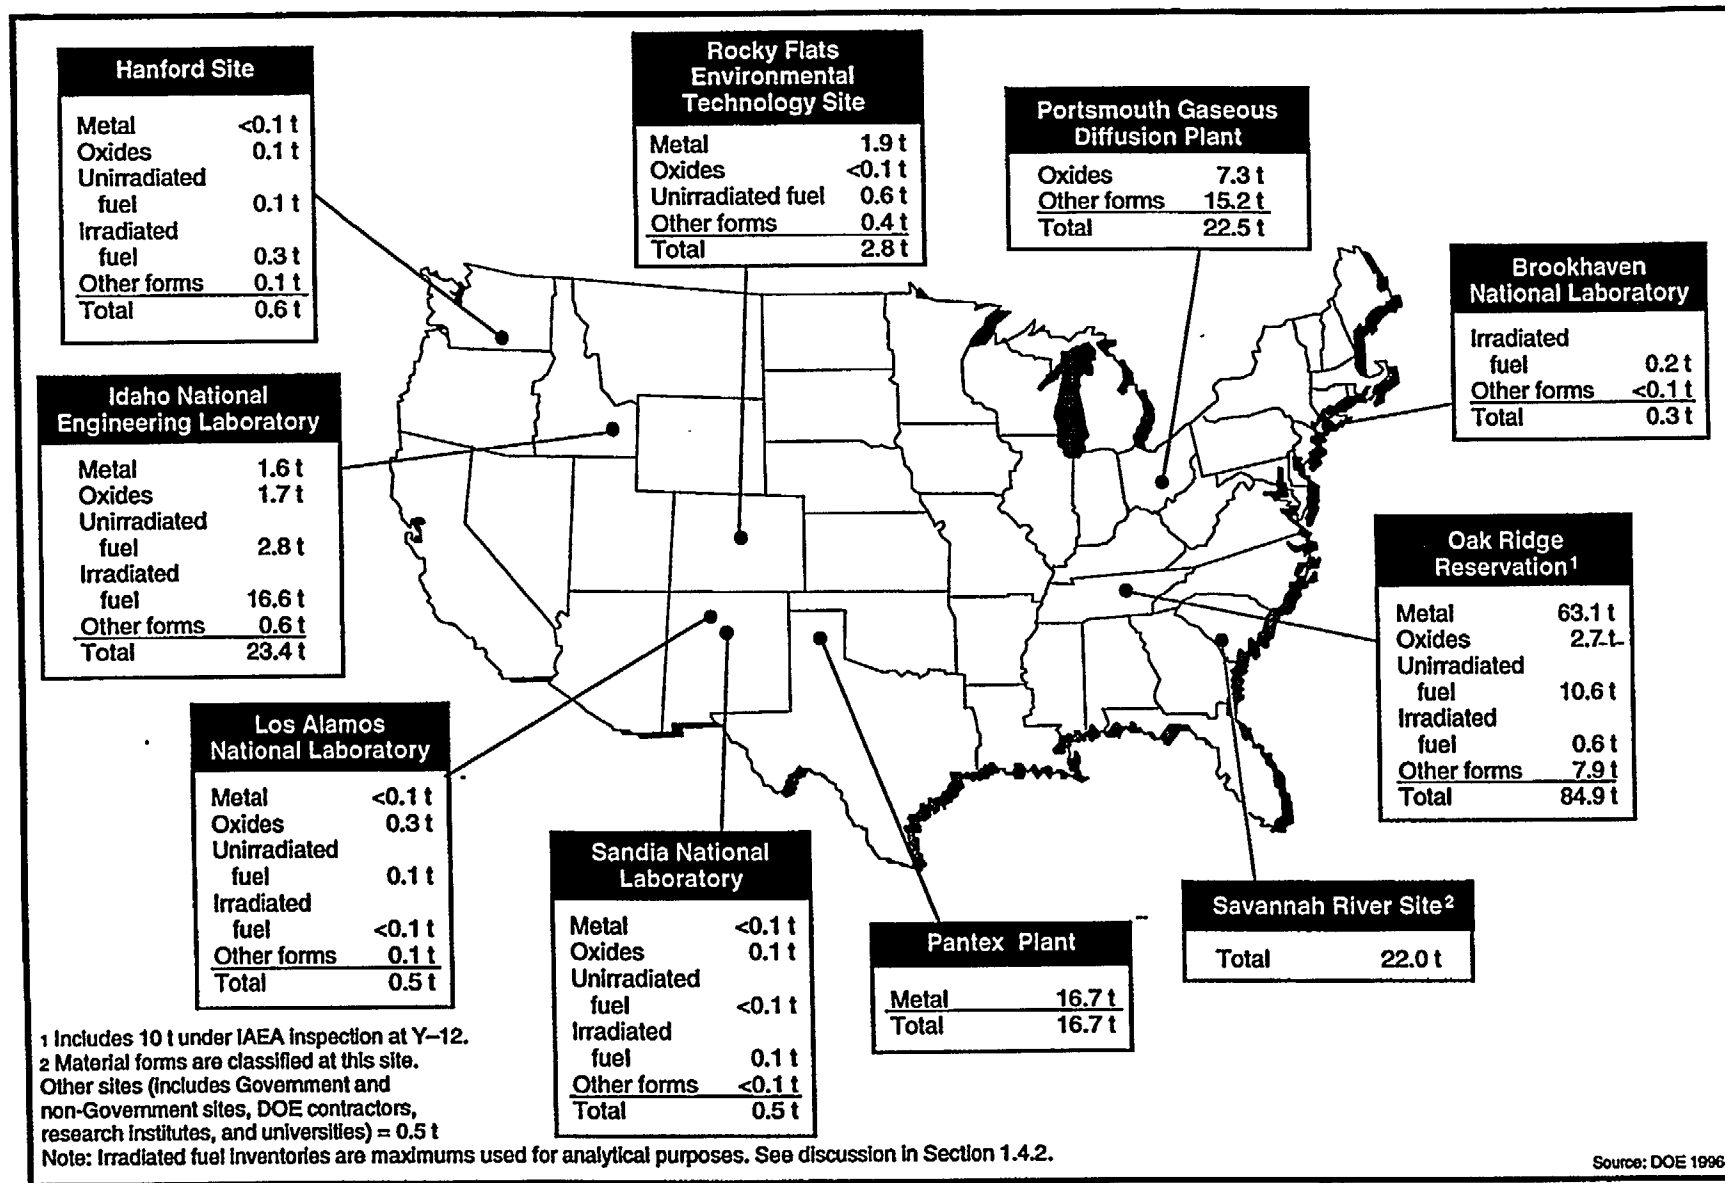 Hanford Site
Metal <0.1 t
Oxides 0.1 t
Unirradiated
fuel 0.1 t
Irradiated
fuel 0.3 t
Other forms 0.1 t
Total 0.6 t
Rocky Flats
Environmental
Technology Site
Metal 1.9 t
Oxides <0.1 t
Unirradiated fuel 0.6 t
Other forms 0.4 t
Total 2.8 t
Portsmouth Gaseous
Diffusion Plant
Oxides 7.3 t
Other forms 15.2 t
Total 22.5 t
Brookhaven
National Laboratory
Irradiated
fuel 0.2 t
Other forms <0.1 t
Total 0.3 t
Idaho National
Engineering Laboratory
Metal 1.6 t
Oxides 1.7 t
Unirradiated
fuel 2.8 t
Irradiated
fuel 16.6 t
Other forms 0.6 t
Total 23.4 t
Oak Ridge
Reservation1
Metal 63.1 t
Oxides 2.7 t
Unirradiated
fuel 10.6 t
Irradiated
fuel 0.6 t
Other forms 7.9 t
Total 84.9 t
Los Alamos
National Laboratory
Metal <0.1 t
Oxides 0.3 t
Unirradiated
fuel 0.1 t
Irradiated
fuel <0.1 t
Other forms 0.1 t
Total 0.5 t
Sandia National
Laboratory
Metal <0.1 t
Oxides 0.1 t
Unirradiated
fuel <0.1 t
Irradiated
fuel 0.1 t
Other forms <0.1 t
Total 0.5 t
Pantex Plant
Metal 16.7 t
Total 16.7 t
Savannah River Site2
Total 22.0 t
1 Includes 10 t under IAEA inspection at Y–12.
2 Material forms are classified at this site.
Other sites (includes Government and
non-Government sites, DOE contractors,
research institutes, and universities) = 0.5 t
Note: Irradiated fuel inventories are maximums used for analytical purposes. See discussion in Section 1.4.2.
Source: DOE 1996